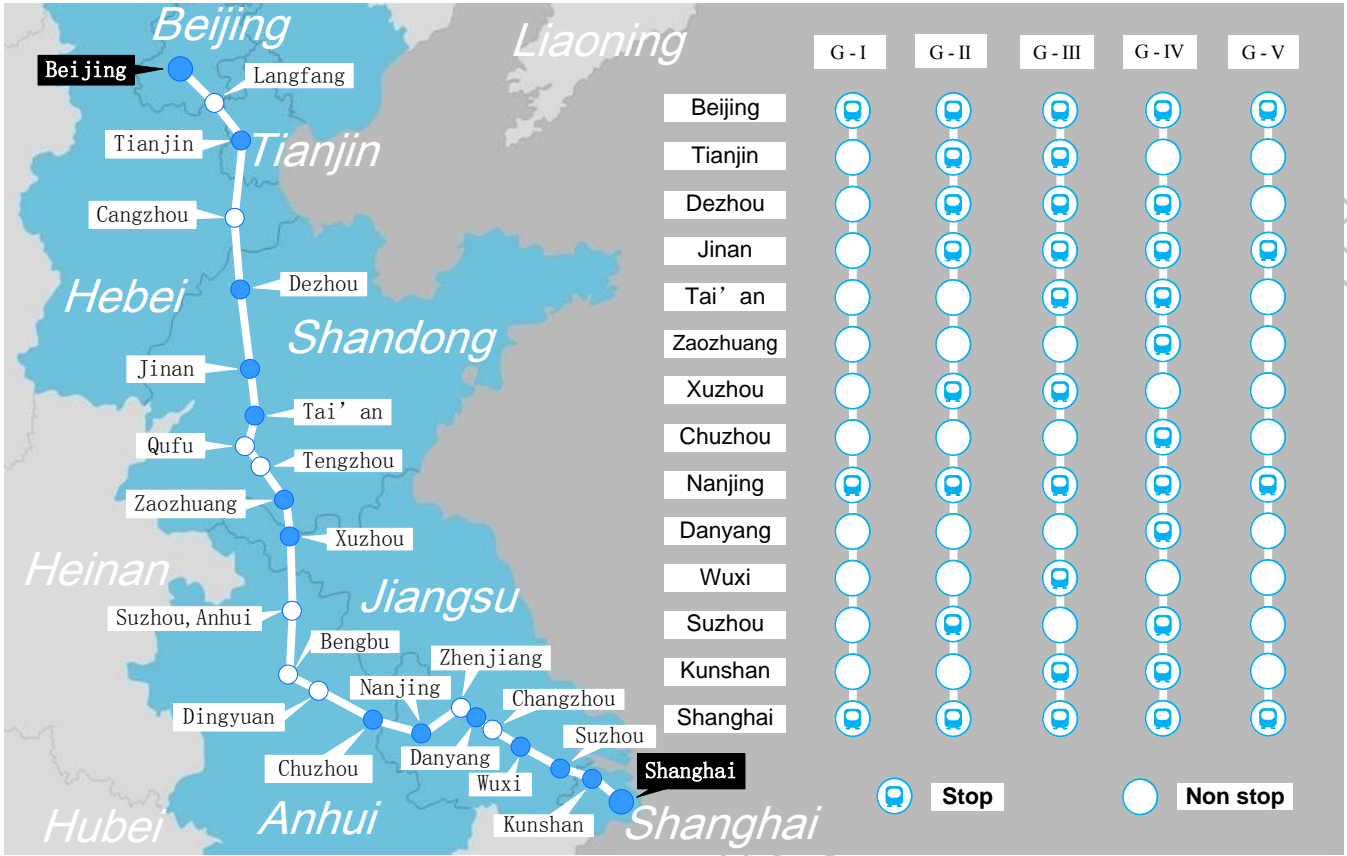 Beijing
Liaoning
Beijing
Langfang
Tianjin
Tianjin
Cangzhou
Hebei
Dezhou
Shandong
Jinan
Tai’ an
Qufu
Tengzhou
Zaozhuang
Xuzhou
Heinan
Jiangsu
Suzhou,Anhui
Bengbu
Zhenjiang
Nanjing
Changzhou
Dingyuan
Suzhou
Danyang
Chuzhou
Wuxi
Shanghai
Kunshan
Hubei
Anhui
Shanghai
G - I G - II G - III G - IV G - V
Beijing
Tianjin
Dezhou
Jinan
Tai’ an
Zaozhuang
Xuzhou
Chuzhou
Nanjing
Danyang
Wuxi
Suzhou
Kunshan
Shanghai
Stop
Non stop